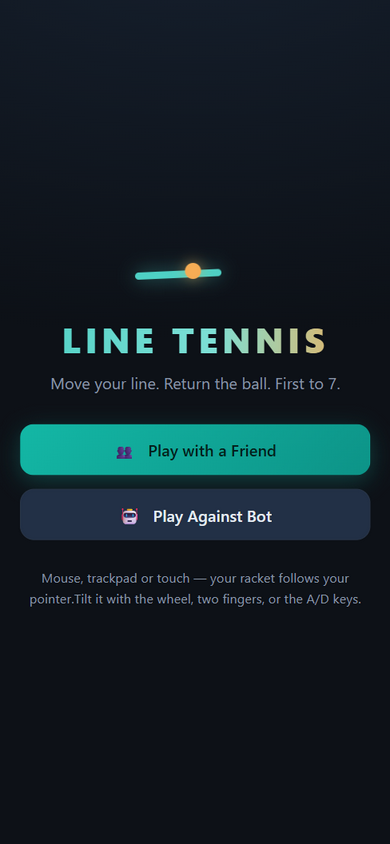 LINE TENNIS
Move your line. Return the ball. First to 7.
Play with a Friend
Play Against Bot
Mouse, trackpad or touch — your racket follows your
pointer.Tilt it with the wheel, two fingers, or the A/D keys.